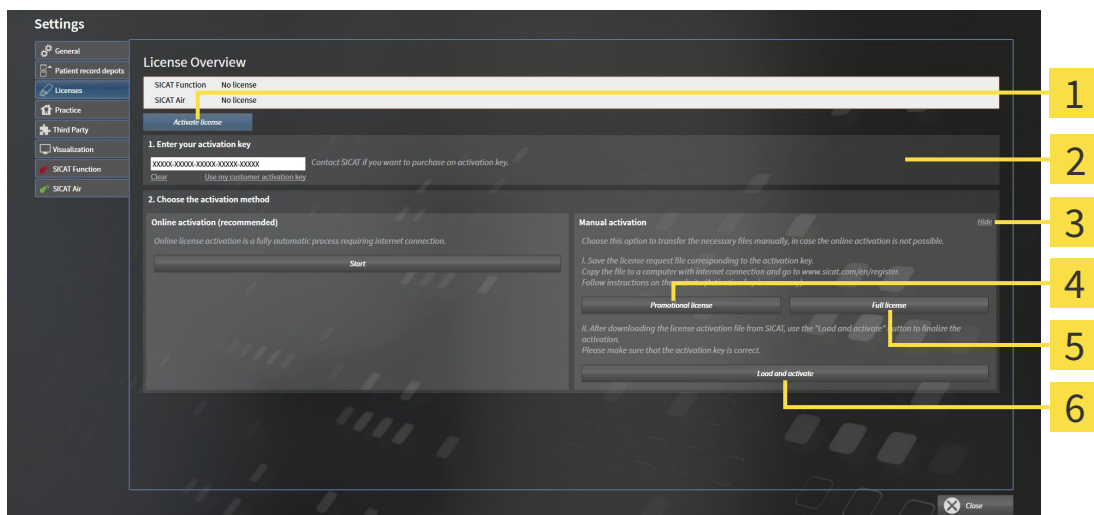 Settings
General
Patient record depots
Licenses
Practice
Third Party
Visualization
SICAT Function
SICAT Air
License Overview
SICAT Function No license
SICAT Air No license
Activate license
1. Enter your activation key
XXXXX-XXXXX-XXXXX-XXXXX-XXXXX Contact SICAT if you want to purchase an activation key.
Clear Use my customer activation key
2. Choose the activation method
Online activation (recommended)
Online license activation is a fully automatic process requiring internet connection.
Start
Manual activation Hide
Choose this option to transfer the necessary files manually, in case the online activation is not possible.
I. Save the license request file corresponding to the activation key.
Copy the file to a computer with internet connection and go to www.sicat.com/en/register.
Follow instructions on the website
Promotional license Full license
II. After downloading the license activation file from SICAT, use the "Load and activate" button to finalize the
activation.
Please make sure that the activation key is correct.
Load and activate
Close
1
2
3
4
5
6